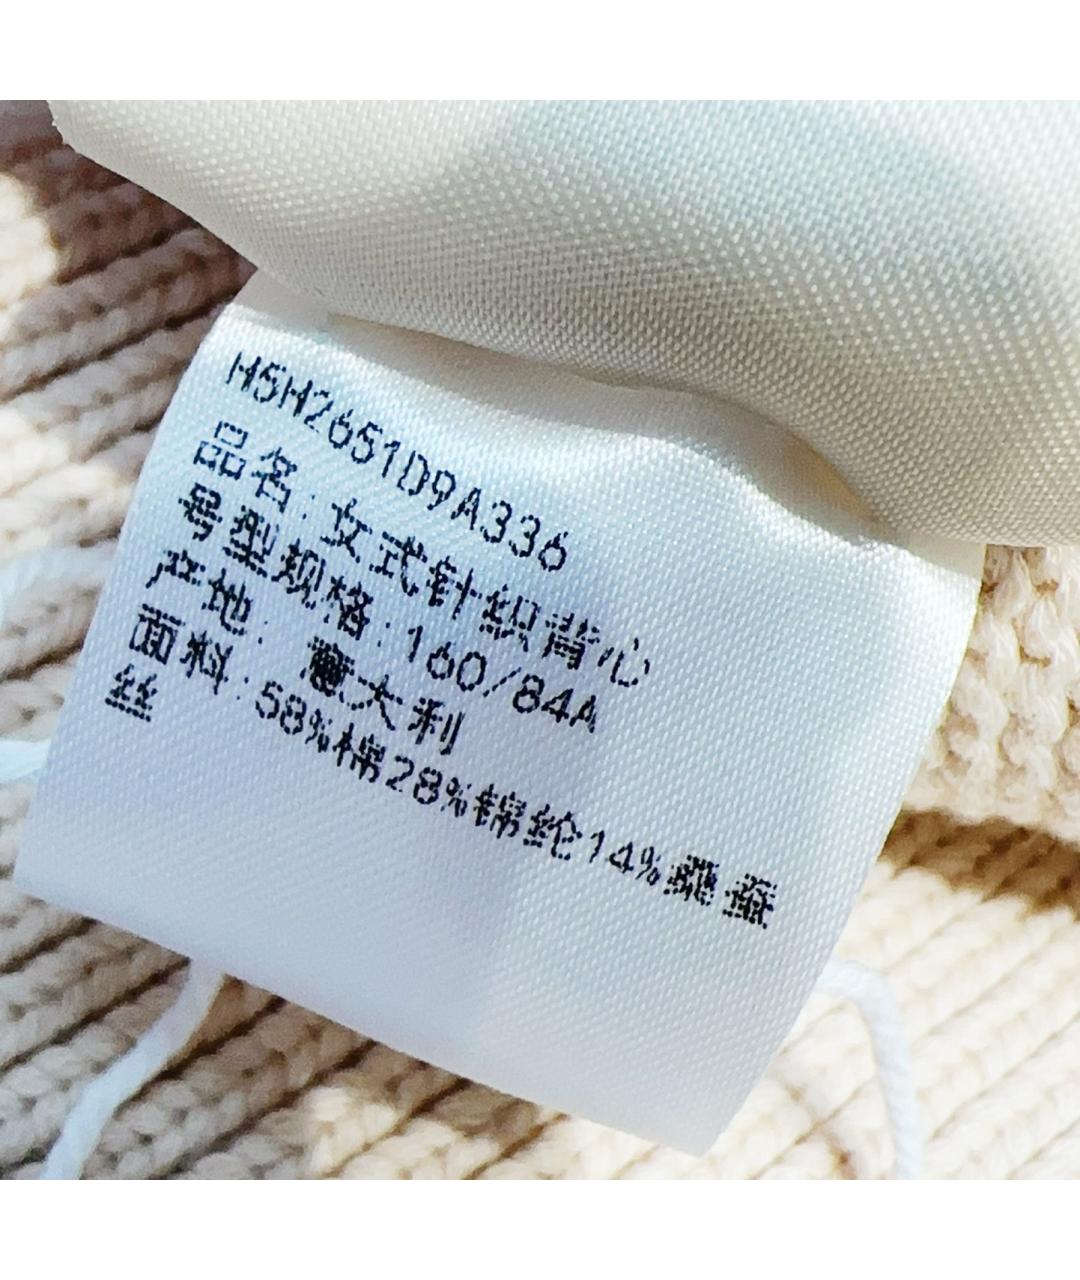 H5H2651D9A336
品名：女式针织背心
号型规格：160/84A
产地： 意大利
面料：58%棉28%锦纶14%桑蚕
丝